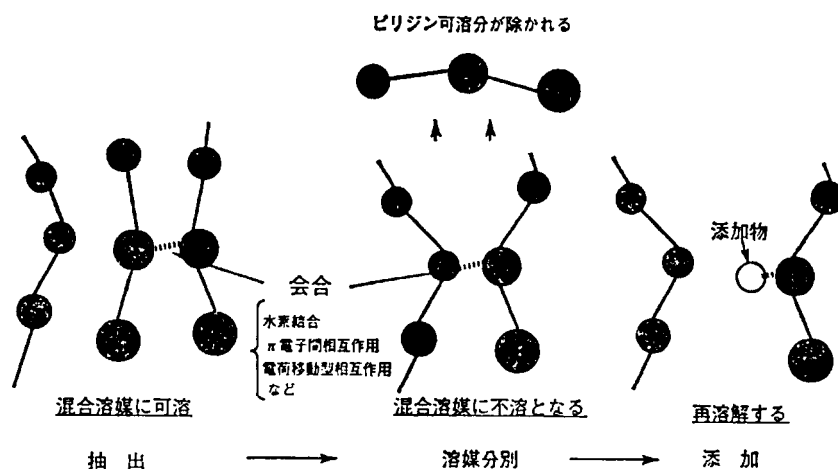 ピリジン可溶分が除かれる
添加物
会合
水素結合
π電子間相互作用
電荷移動型相互作用
など
混合溶媒に可溶
混合溶媒に不溶となる
再溶解する
抽 出
溶媒分別
添 加